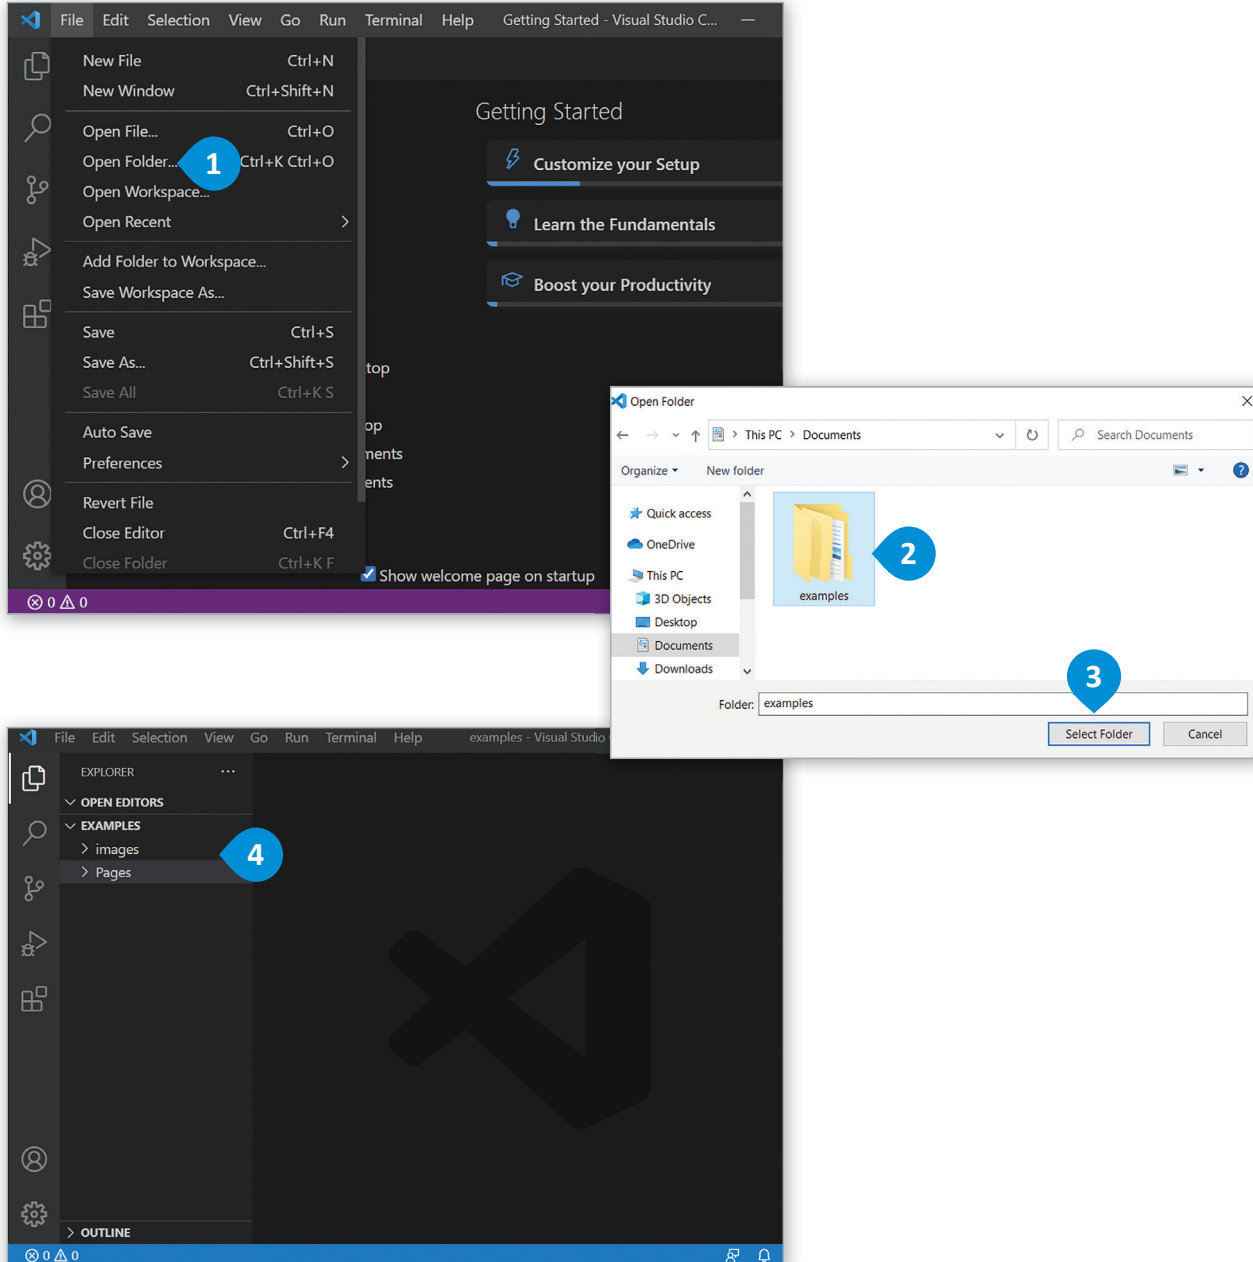 File Edit Selection View Go Run Terminal Help Getting Started - Visual Studio C...
New File Ctrl+N
New Window Ctrl+Shift+N
Open File... Ctrl+O
Open Folder... 1 Ctrl+K Ctrl+O
Open Workspace...
Open Recent
Add Folder to Workspace...
Save Workspace As...
Save Ctrl+S
Save As... Ctrl+Shift+S
Save All Ctrl+K S
Auto Save
Preferences
Revert File
Close Editor Ctrl+F4
Close Folder Ctrl+K F
Getting Started
Customize your Setup
Learn the Fundamentals
Boost your Productivity
top
op
ments
ents
Show welcome page on startup
0 0
Open Folder
This PC > Documents
Search Documents
Organize New folder
Quick access
OneDrive
This PC
3D Objects
Desktop
Documents
Downloads
examples
2
3
Folder: examples
Select Folder Cancel
File Edit Selection View Go Run Terminal Help examples - Visual Studio
EXPLORER ...
OPEN EDITORS
EXAMPLES
images
4
Pages
OUTLINE
0 0